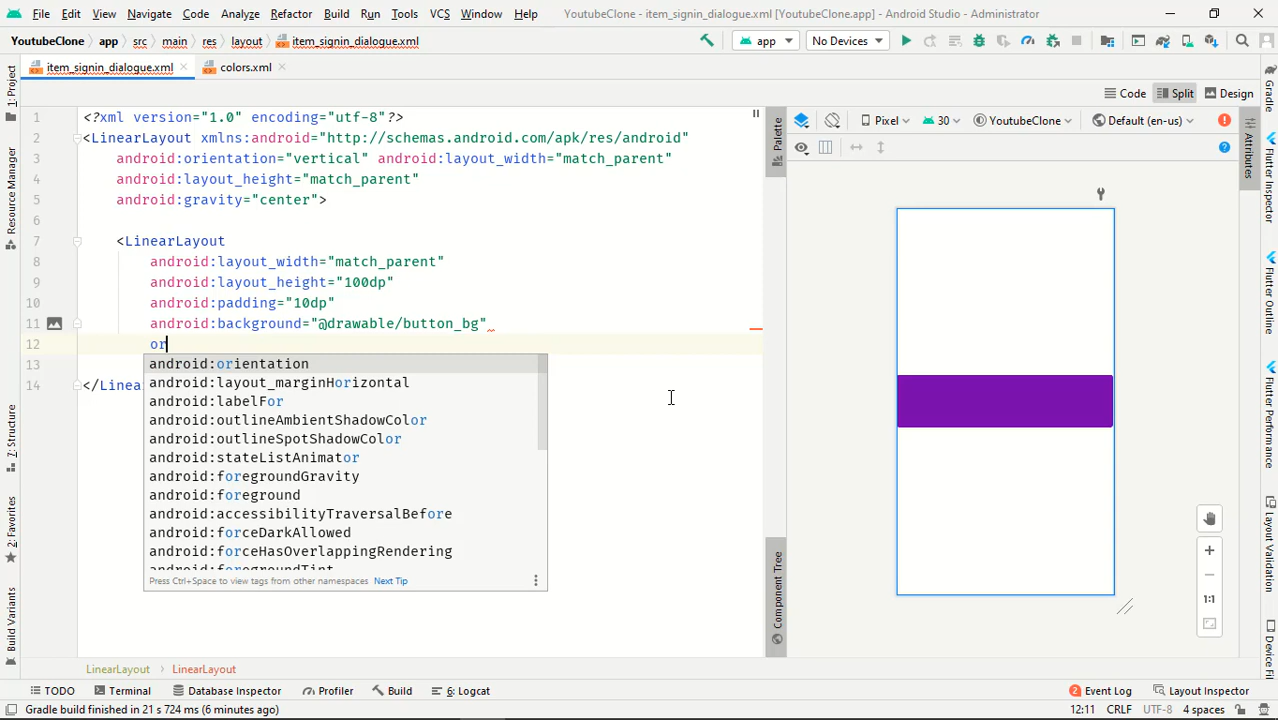 File Edit View Navigate Code Analyze Refactor Build Run Tools VCS Window Help YoutubeClone - item_signin_dialogue.xml [YoutubeClone.app] - Android Studio - Administrator
YoutubeClone app src main res layout item_signin_dialogue.xml app No Devices
item_signin_dialogue.xml colors.xml
Code Split Design
Pixel 30 YoutubeClone Default (en-us)
1: Project
Resource Manager
7: Structure
2: Favorites
Build Variants
1 <?xml version="1.0" encoding="utf-8"?>
2 <LinearLayout xmlns:android="http://schemas.android.com/apk/res/android"
3 android:orientation="vertical" android:layout_width="match_parent"
4 android:layout_height="match_parent"
5 android:gravity="center">
6
7 <LinearLayout
8 android:layout_width="match_parent"
9 android:layout_height="100dp"
10 android:padding="10dp"
11 android:background="@drawable/button_bg"
12 or
13
14 </Linea
android:orientation
android:layout_marginHorizontal
android:labelFor
android:outlineAmbientShadowColor
android:outlineSpotShadowColor
android:stateListAnimator
android:foregroundGravity
android:foreground
android:accessibilityTraversalBefore
android:forceDarkAllowed
android:forceHasOverlappingRendering
android:foregroundTint
Press Ctrl+Space to view tags from other namespaces Next Tip
Palette
Component Tree
Attributes
1:1
Gradle
Flutter Inspector
Flutter Outline
Flutter Performance
Layout Validation
Device Fi
LinearLayout LinearLayout
TODO Terminal Database Inspector Profiler Build 6: Logcat 2 Event Log Layout Inspector
Gradle build finished in 21 s 724 ms (6 minutes ago) 12:11 CRLF UTF-8 4 spaces